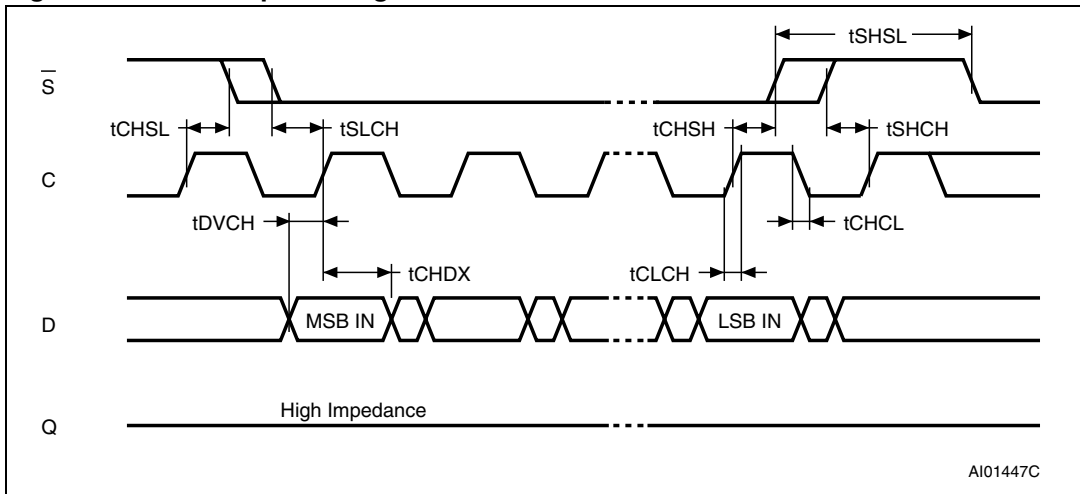 tSHSL
S
tCHSL
tSLCH
tCHSH
tSHCH
C
tDVCH
tCHCL
tCHDX
tCLCH
D
MSB IN
LSB IN
High Impedance
Q
AI01447C